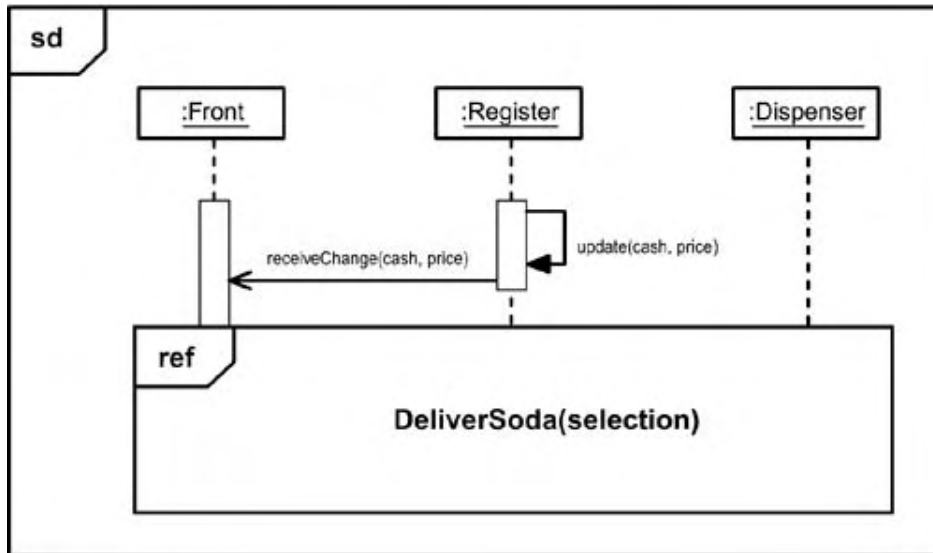 sd
:Front
:Register
:Dispenser
update(cash, price)
receiveChange(cash, price)
ref
DeliverSoda(selection)